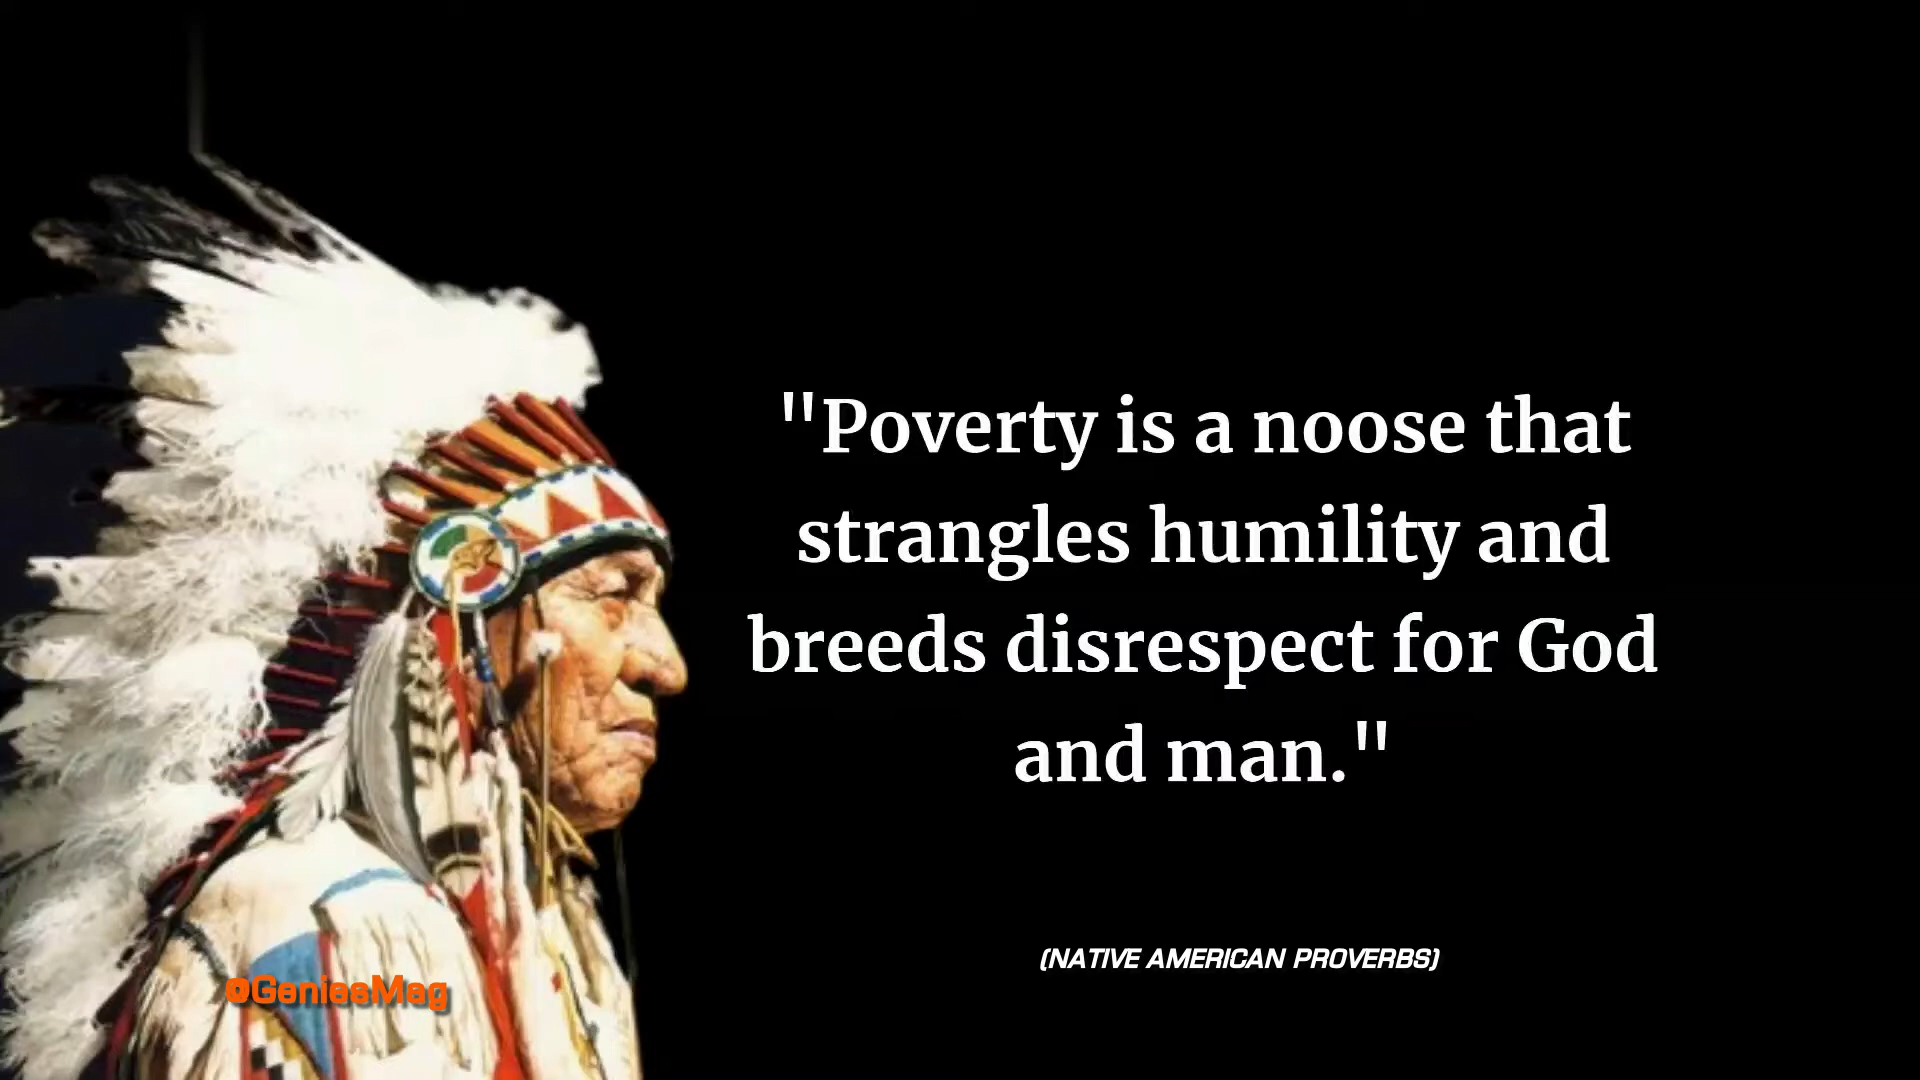 "Poverty is a noose that
strangles humility and
breeds disrespect for God
and man."
(NATIVE AMERICAN PROVERBS)
@GeniesMag